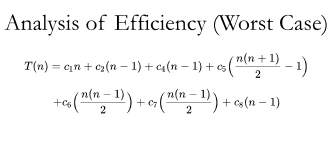 Analysis of Efficiency (Worst Case)
T(n) = c₁n + c₂(n − 1) + c₄(n − 1) + c₅(n(n + 1)/2 − 1)
+c₆(n(n − 1)/2) + c₇(n(n − 1)/2) + c₈(n − 1)